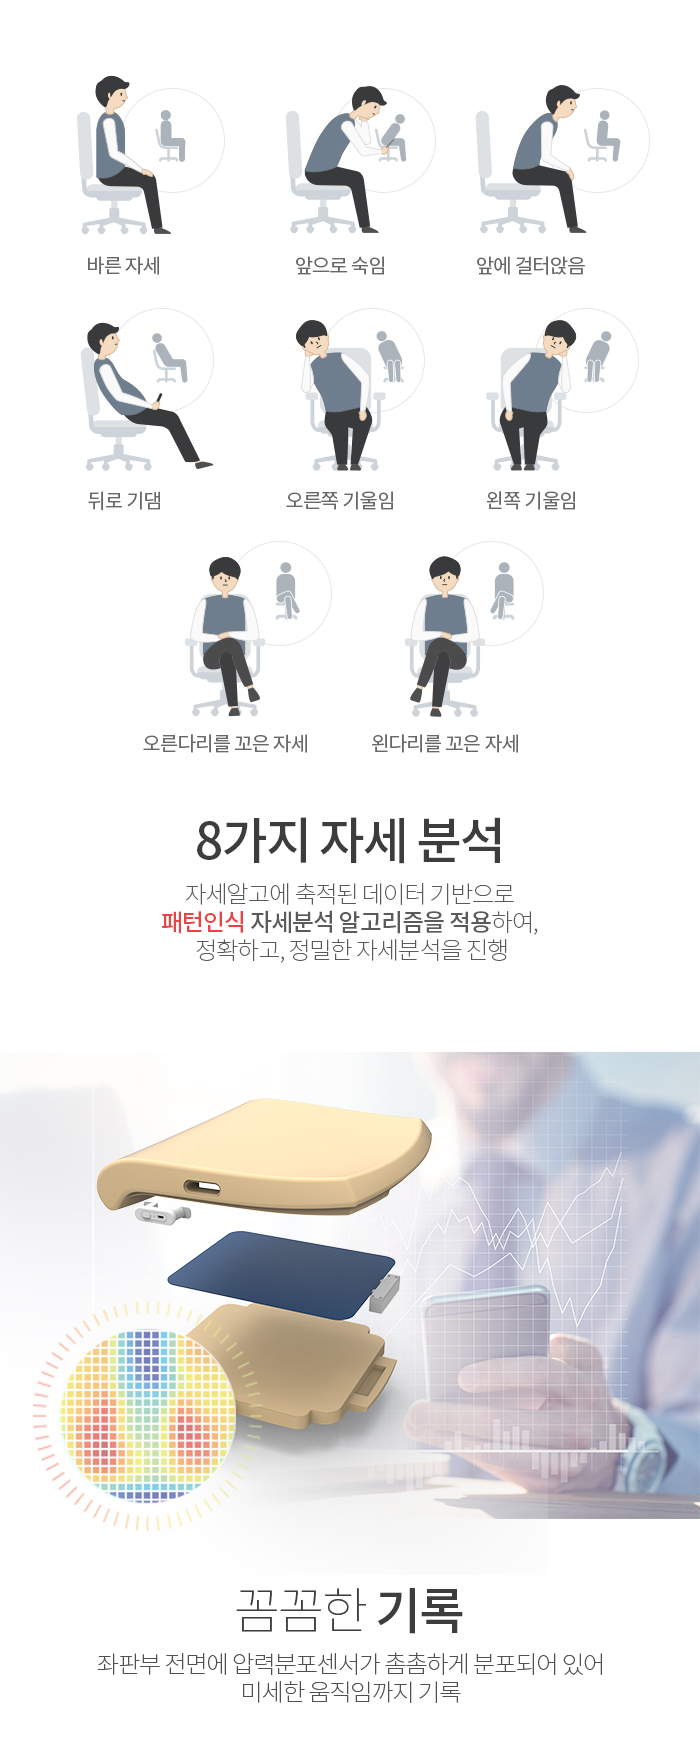 바른 자세
앞으로 숙임
앞에 걸터앉음
뒤로 기댐
오른쪽 기울임
왼쪽 기울임
오른다리를 꼬은 자세
왼다리를 꼬은 자세
8가지 자세 분석
자세알고에 축적된 데이터 기반으로
패턴인식 자세분석 알고리즘을 적용하여,
정확하고, 정밀한 자세분석을 진행
꼼꼼한 기록
좌판부 전면에 압력분포센서가 촘촘하게 분포되어 있어
미세한 움직임까지 기록